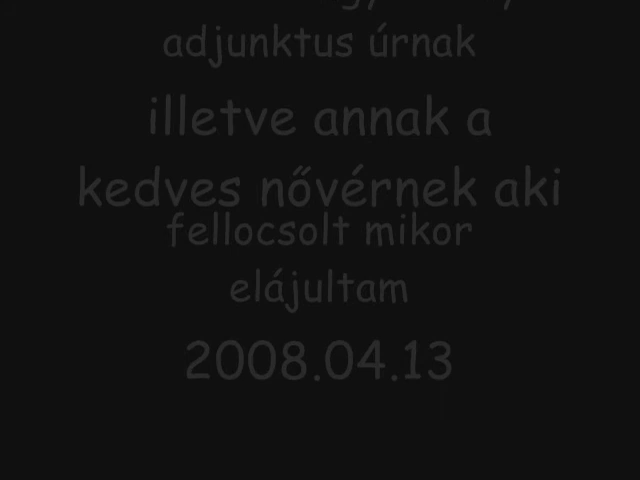 adjunktus úrnak
illetve annak a
kedves nővérnek aki
fellocsolt mikor
elájultam
2008.04.13